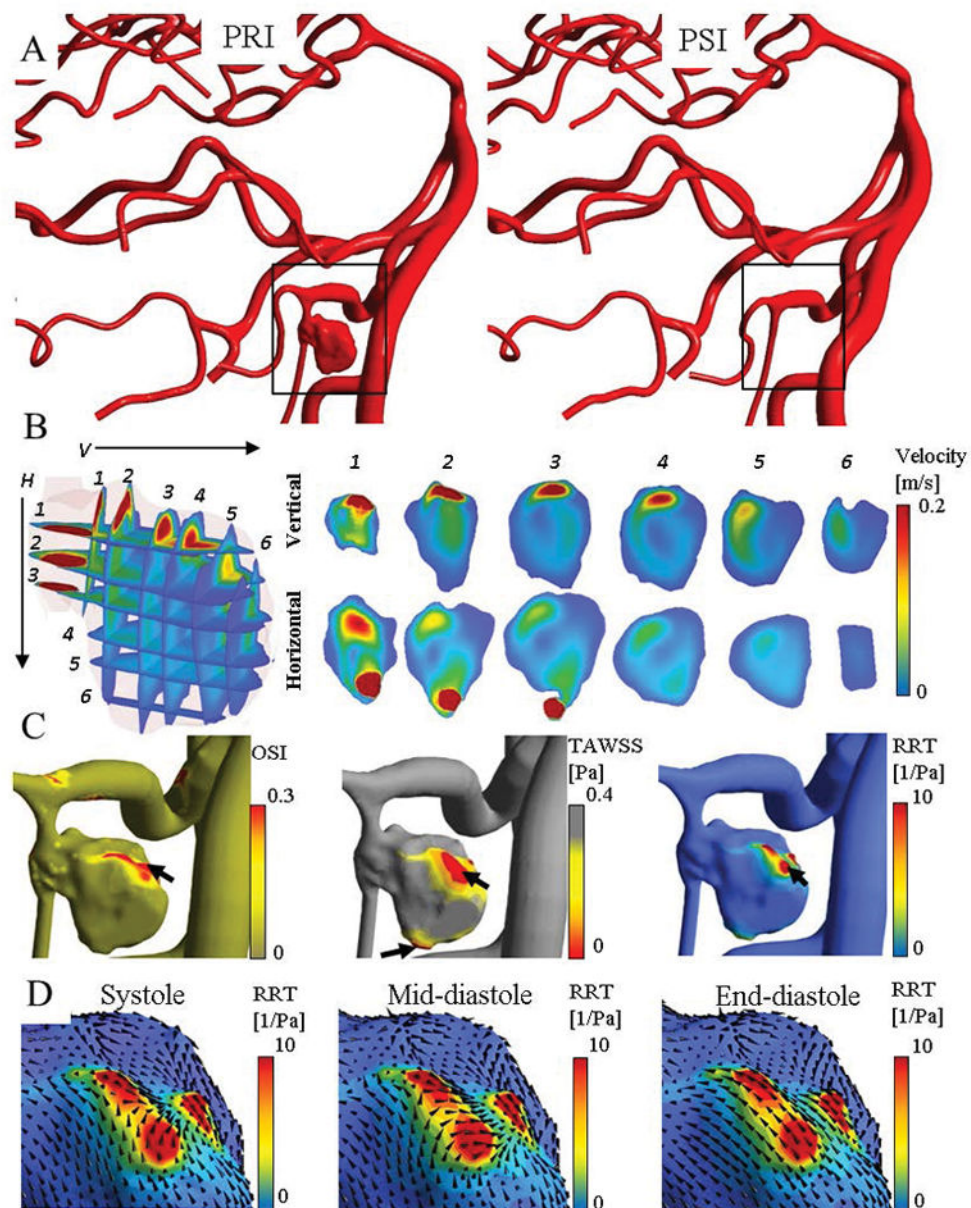 A
PRI
PSI
B
V
H
1 2 3 4 5 6
1
2
3
4
5
6
Vertical
Horizontal
1 2 3 4 5 6
Velocity
[m/s]
0.2
0
C
OSI
0.3
0
TAWSS
[Pa]
0.4
0
RRT
[1/Pa]
10
0
D
Systole
RRT
[1/Pa]
10
0
Mid-diastole
RRT
[1/Pa]
10
0
End-diastole
RRT
[1/Pa]
10
0